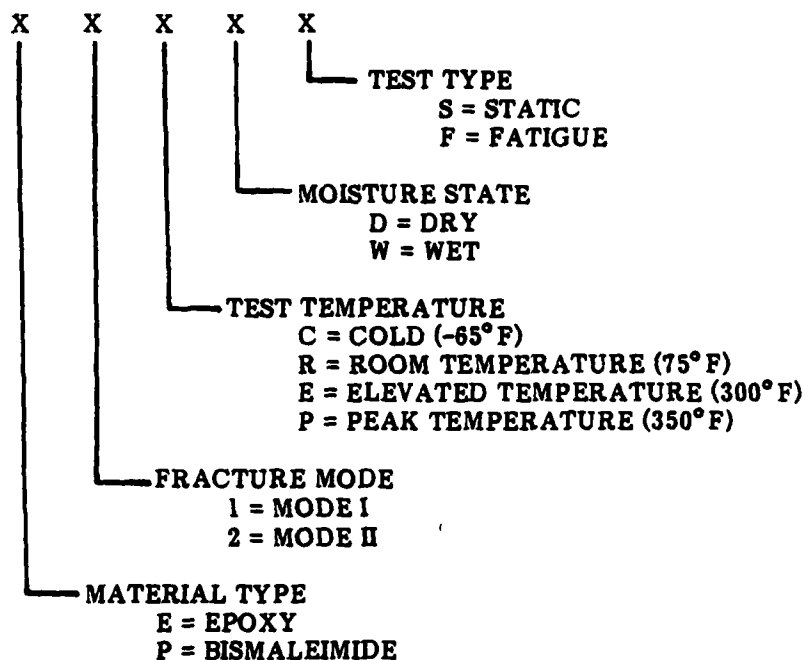 X X X X X
TEST TYPE
S = STATIC
F = FATIGUE
MOISTURE STATE
D = DRY
W = WET
TEST TEMPERATURE
C = COLD (-65°F)
R = ROOM TEMPERATURE (75°F)
E = ELEVATED TEMPERATURE (300°F)
P = PEAK TEMPERATURE (350°F)
FRACTURE MODE
1 = MODE I
2 = MODE II
MATERIAL TYPE
E = EPOXY
P = BISMALEIMIDE